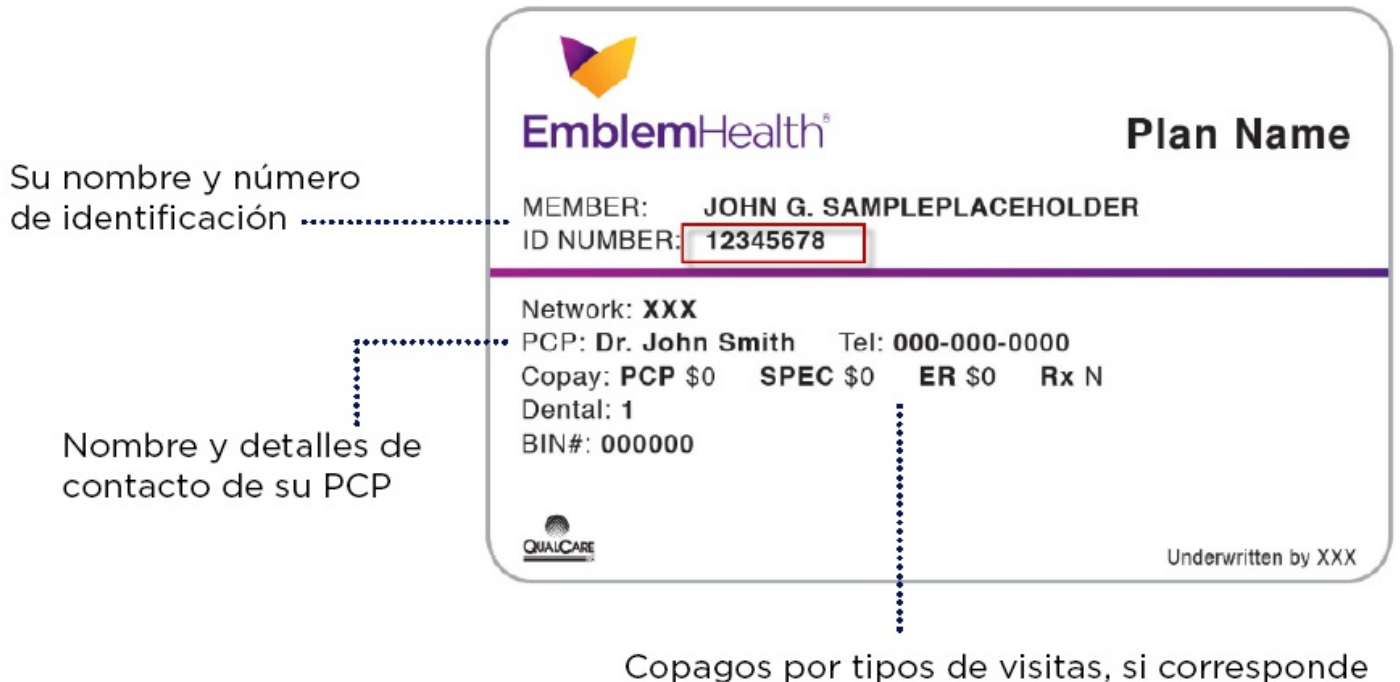 EmblemHealth®
Plan Name
Su nombre y número
de identificación
MEMBER: JOHN G. SAMPLEPLACEHOLDER
ID NUMBER: 12345678
Network: XXX
PCP: Dr. John Smith Tel: 000-000-0000
Copay: PCP $0 SPEC $0 ER $0 Rx N
Dental: 1
BIN#: 000000
Nombre y detalles de
contacto de su PCP
QUALCARE
Underwritten by XXX
Copagos por tipos de visitas, si corresponde